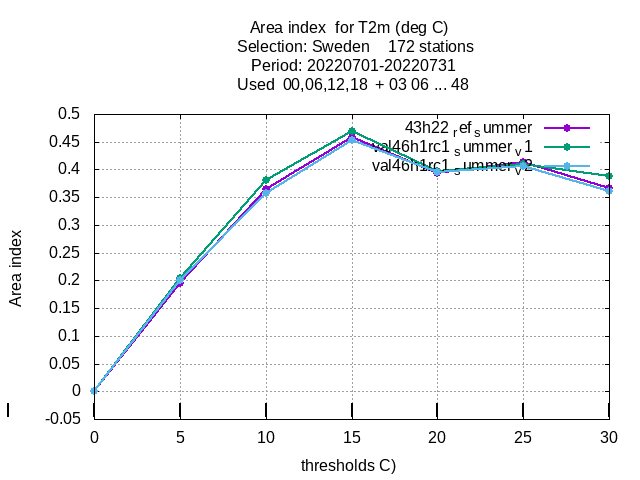 Area index  for T2m (deg C)
Selection: Sweden    172 stations
Period: 20220701-20220731
Used  00,06,12,18  + 03 06 ... 48
43h22 ref summer
val46h1rc1 summer v1
val46h1rc1 summer v2
0.5
0.45
0.4
0.35
0.3
0.25
0.2
0.15
0.1
0.05
0
-0.05
Area index
0 5 10 15 20 25 30
thresholds C)